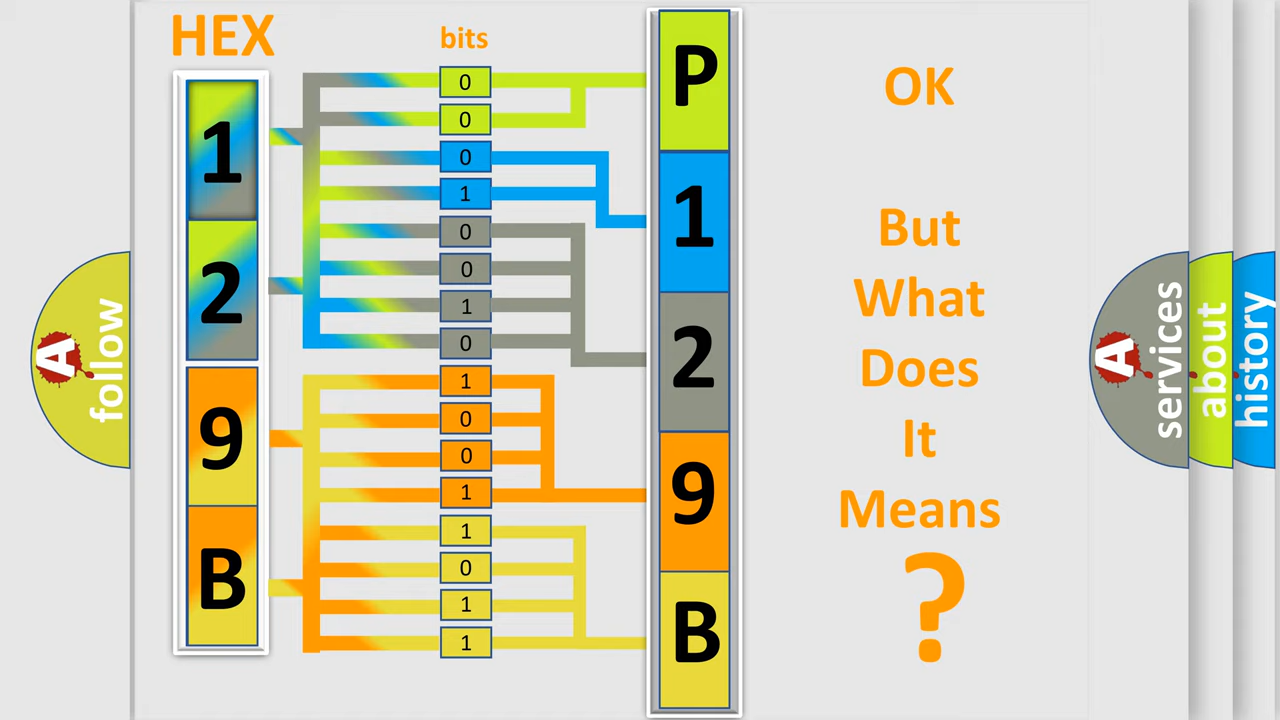 HEX
bits
1
2
9
B
0
0
0
1
0
0
1
0
1
0
0
1
1
0
1
1
P
1
2
9
B
OK
But
What
Does
It
Means
?
A
follow
A
services
about
history